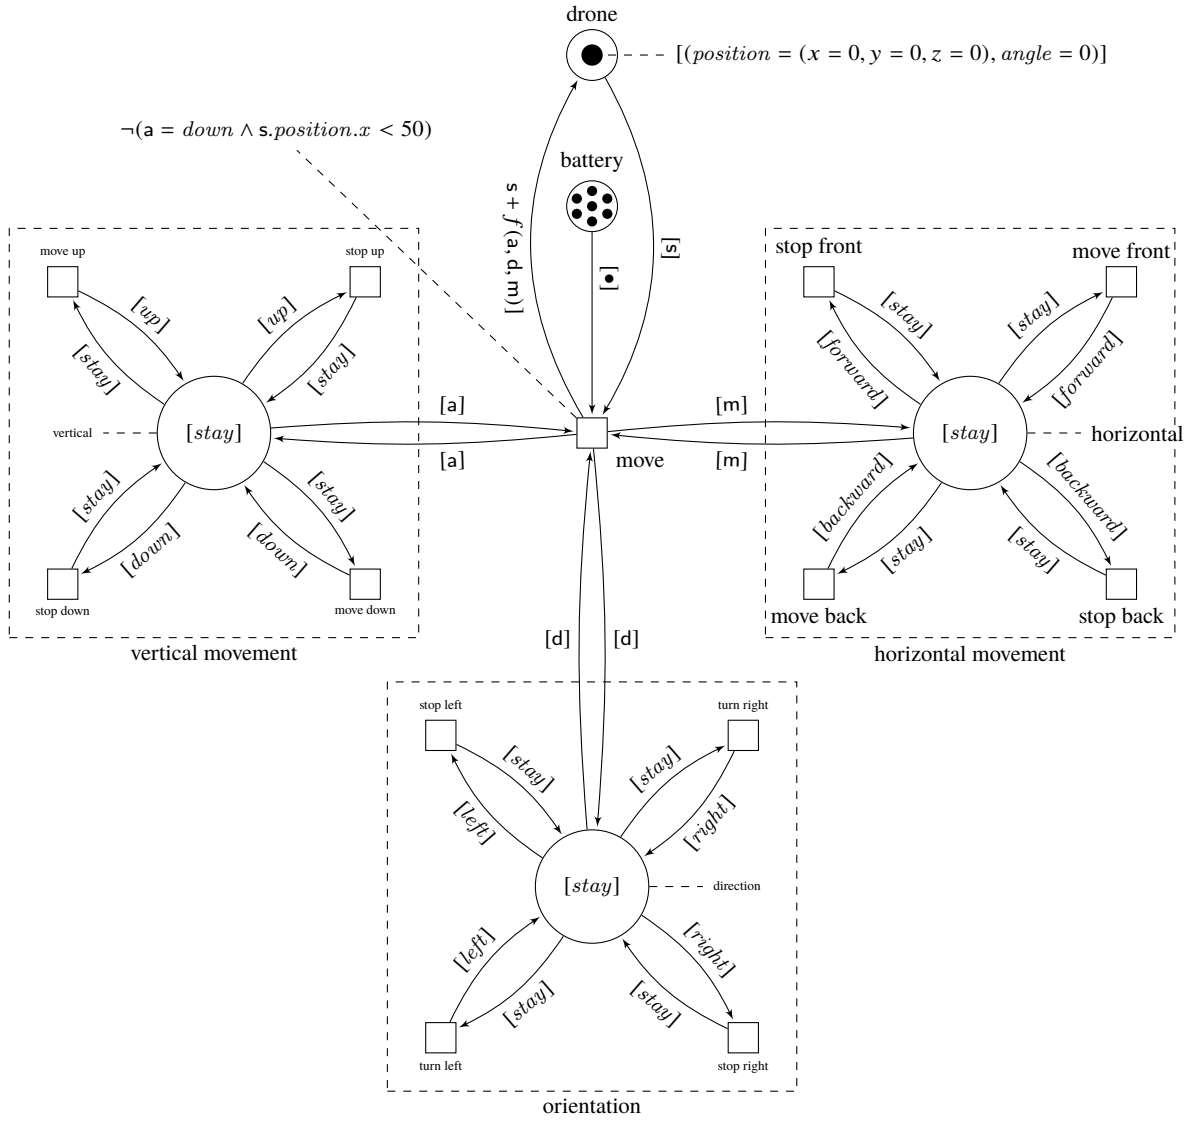 drone
[(position = (x = 0, y = 0, z = 0), angle = 0)]
¬(a = down ∧ s.position.x < 50)
battery
s + f(a, d, m)]
[s]
[•]
move up
stop up
[up]
[up]
[stay]
[stay]
vertical
[stay]
[stay]
[stay]
[down]
[down]
stop down
move down
vertical movement
[a]
[a]
move
[m]
[m]
stop front
move front
[stay]
[stay]
[forward]
[forward]
[stay]
horizontal
[backward]
[backward]
[stay]
[stay]
move back
stop back
horizontal movement
[d]
[d]
stop left
turn right
[stay]
[stay]
[left]
[right]
[stay]
direction
[left]
[right]
[stay]
[stay]
turn left
stop right
orientation